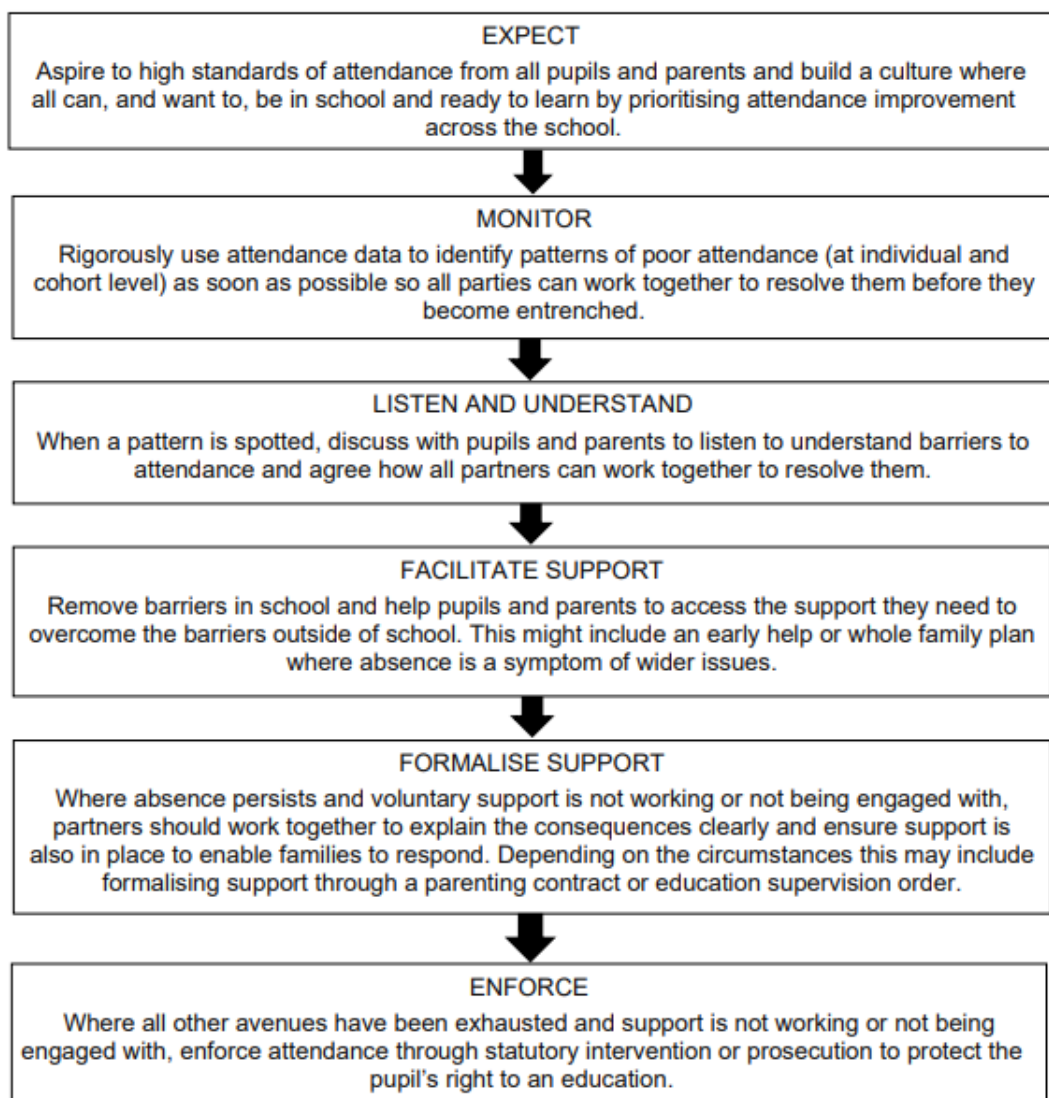 EXPECT
Aspire to high standards of attendance from all pupils and parents and build a culture where
all can, and want to, be in school and ready to learn by prioritising attendance improvement
across the school.
MONITOR
Rigorously use attendance data to identify patterns of poor attendance (at individual and
cohort level) as soon as possible so all parties can work together to resolve them before they
become entrenched.
LISTEN AND UNDERSTAND
When a pattern is spotted, discuss with pupils and parents to listen to understand barriers to
attendance and agree how all partners can work together to resolve them.
FACILITATE SUPPORT
Remove barriers in school and help pupils and parents to access the support they need to
overcome the barriers outside of school. This might include an early help or whole family plan
where absence is a symptom of wider issues.
FORMALISE SUPPORT
Where absence persists and voluntary support is not working or not being engaged with,
partners should work together to explain the consequences clearly and ensure support is
also in place to enable families to respond. Depending on the circumstances this may include
formalising support through a parenting contract or education supervision order.
ENFORCE
Where all other avenues have been exhausted and support is not working or not being
engaged with, enforce attendance through statutory intervention or prosecution to protect the
pupil's right to an education.